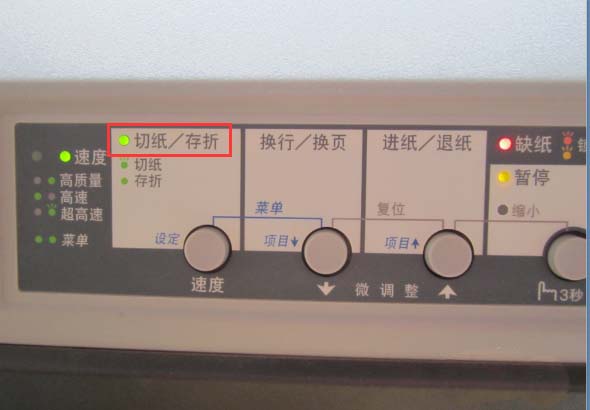 切纸／存折
换行／换页
进纸／退纸
缺纸
速度
切纸
存折
暂停
高质量
高速
超高速
缩小
菜单
菜单
复位
设定
项目
项目
速度
微调整
3秒